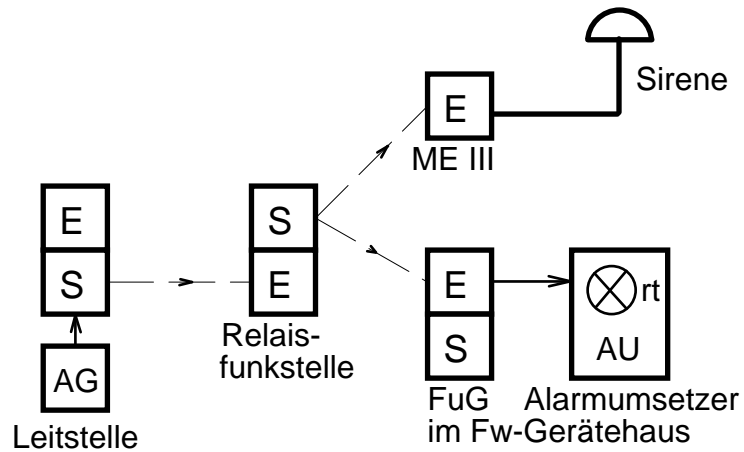 Sirene
E
ME III
E
S
AG
Leitstelle
S
E
Relais-
funkstelle
E
S
FuG
im Fw-Gerätehaus
rt
AU
Alarmumsetzer